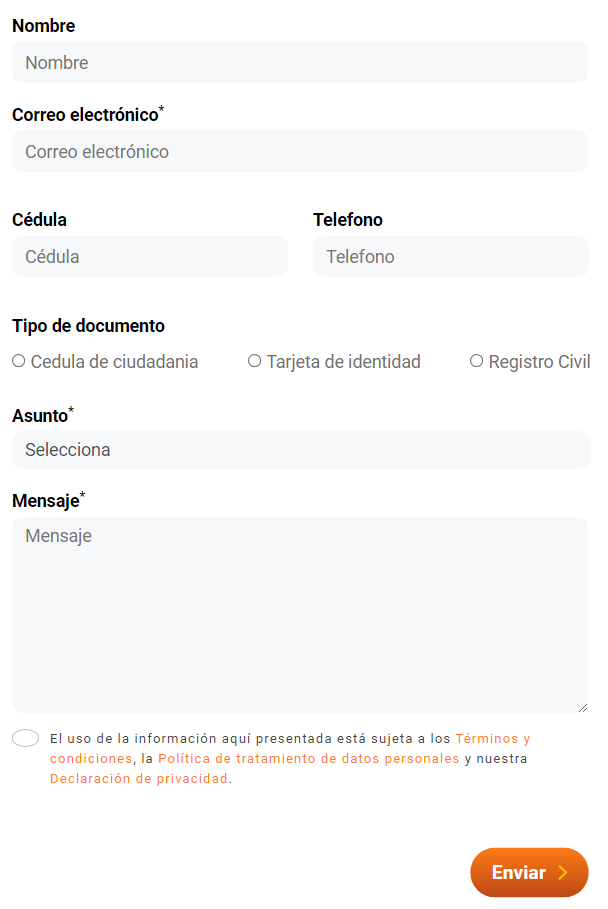 Nombre
Nombre
Correo electrónico*
Correo electrónico
Cédula Telefono
Cédula Telefono
Tipo de documento
Cedula de ciudadania Tarjeta de identidad Registro Civil
Asunto*
Selecciona
Mensaje*
Mensaje
El uso de la información aquí presentada está sujeta a los Términos y
condiciones, la Política de tratamiento de datos personales y nuestra
Declaración de privacidad.
Enviar